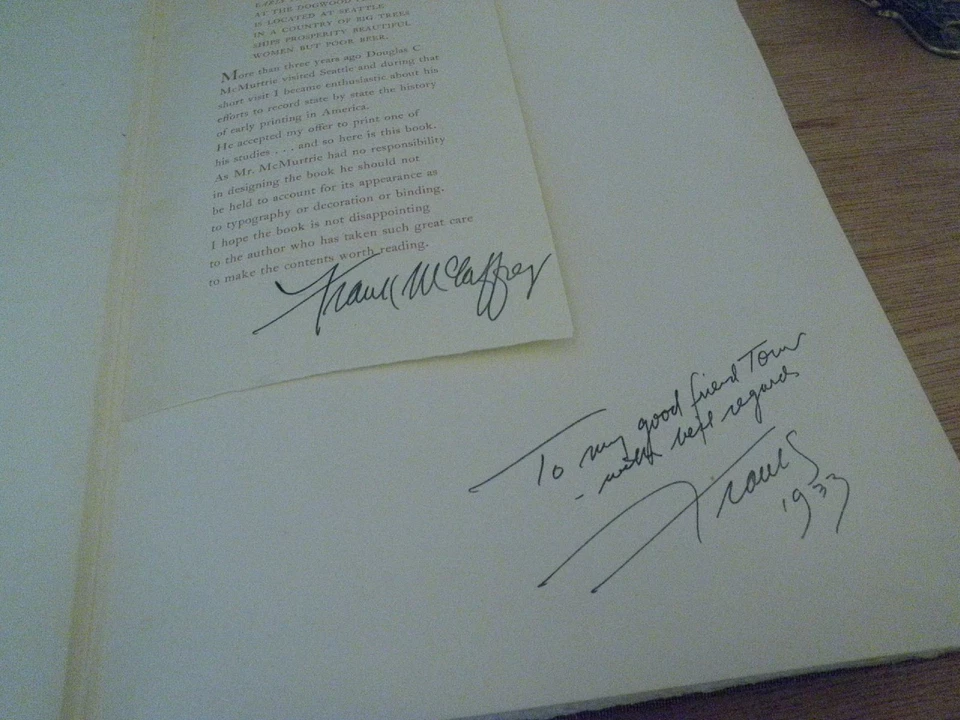 AT THE DOGWOOD
IS LOCATED AT SEATTLE
IN A COUNTRY OF BIG TREES
SHIPS PROSPERITY BEAUTIFUL
WOMEN BUT POOR BEER.
More than three years ago Douglas C.
McMurtrie visited Seattle and during that
short visit I became enthusiastic about his
efforts to record state by state the history
of early printing in America.
He accepted my offer to print one of
his studies . . . and so here is this book.
As Mr. McMurtrie had no responsibility
in designing the book he should not
be held to account for its appearance as
to typography or decoration or binding.
I hope the book is not disappointing
to the author who has taken such great care
to make the contents worth reading.
Frank McCaffrey
To my good friend Tom
- with best regards
Frank
1933